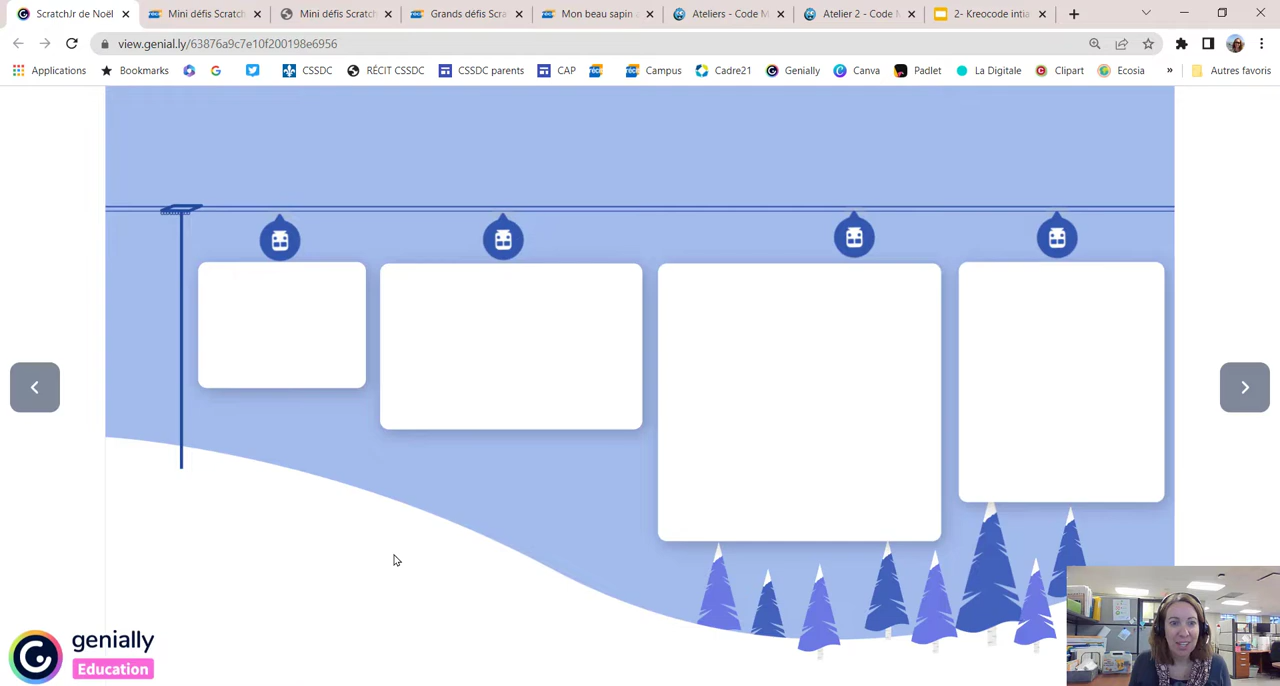 ScratchJr de Noël
Mini défis Scratch
Mini défis Scratch
Grands défis Scra
Mon beau sapin d
Ateliers - Code M
Atelier 2 - Code M
2- Kreocode intia
view.genial.ly/63876a9c7e10f200198e6956
Applications
Bookmarks
CSSDC
RÉCIT CSSDC
CSSDC parents
CAP
Campus
Cadre21
Genially
Canva
Padlet
La Digitale
Clipart
Ecosia
»
Autres favoris
genially
Education